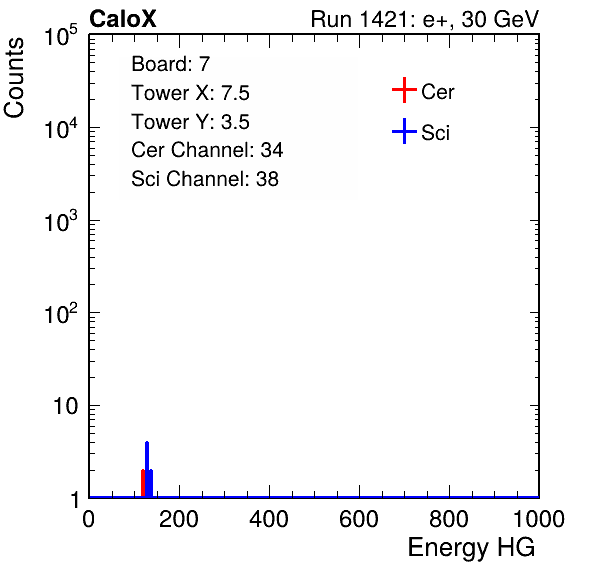 CaloX Run 1421: e+, 30 GeV
Counts
Board: 7
Tower X: 7.5
Tower Y: 3.5
Cer Channel: 34
Sci Channel: 38
Cer
Sci
10^5
10^4
10^3
10^2
10
1
0 200 400 600 800 1000
Energy HG